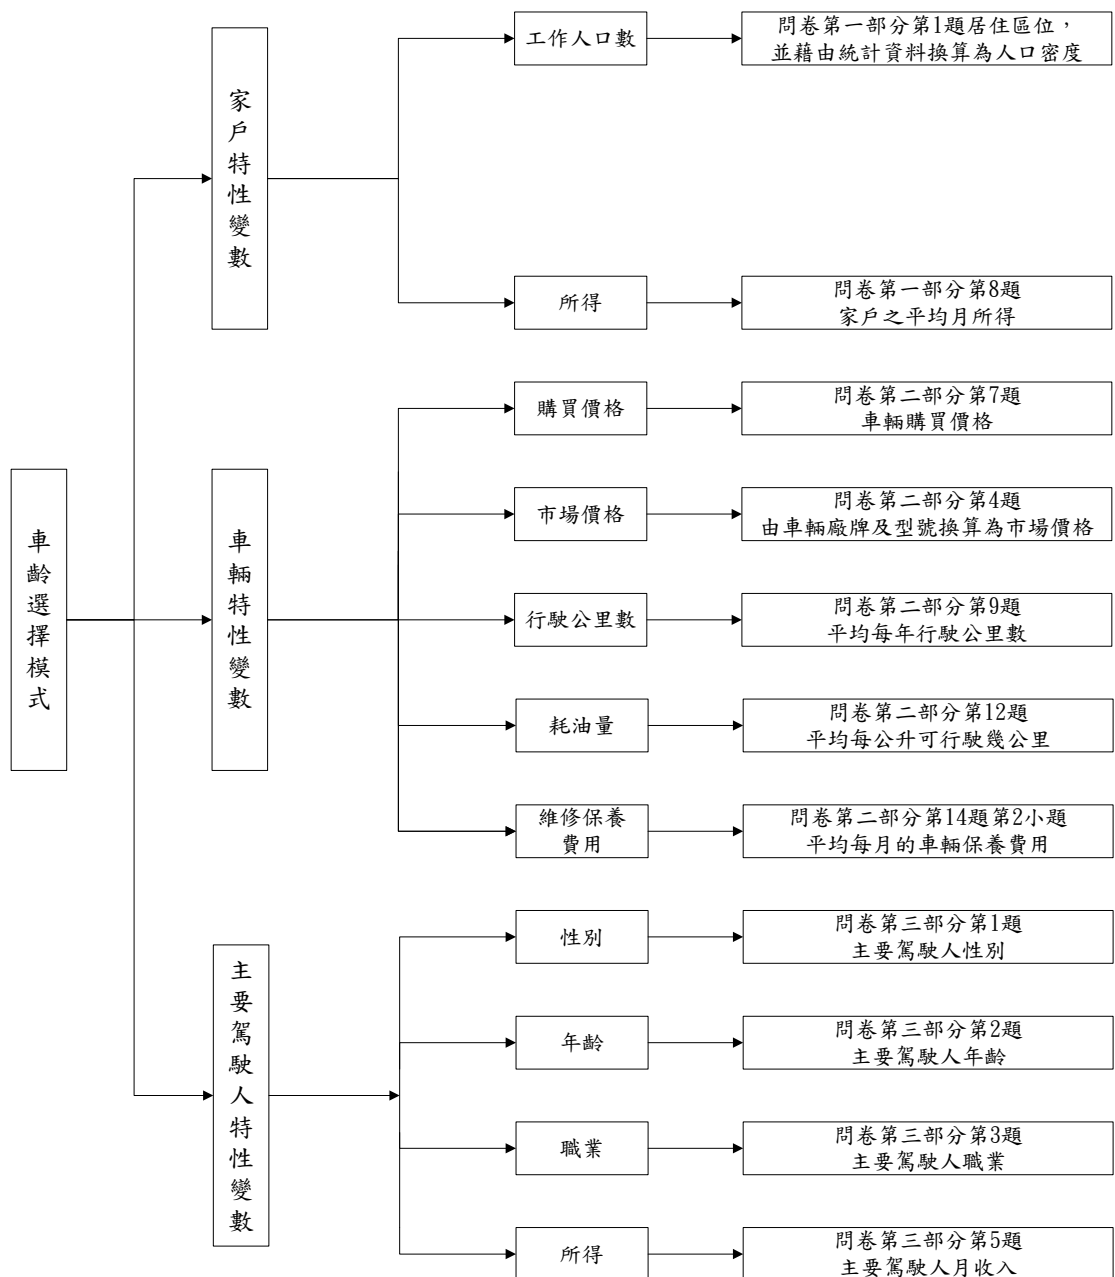 車齡選擇模式
家戶特性變數
工作人口數
問卷第一部分第1題居住區位，
並藉由統計資料換算為人口密度
所得
問卷第一部分第8題
家戶之平均月所得
車輛特性變數
購買價格
問卷第二部分第7題
車輛購買價格
市場價格
問卷第二部分第4題
由車輛廠牌及型號換算為市場價格
行駛公里數
問卷第二部分第9題
平均每年行駛公里數
耗油量
問卷第二部分第12題
平均每公升可行駛幾公里
維修保養
費用
問卷第二部分第14題第2小題
平均每月的車輛保養費用
主要駕駛人特性變數
性別
問卷第三部分第1題
主要駕駛人性別
年齡
問卷第三部分第2題
主要駕駛人年齡
職業
問卷第三部分第3題
主要駕駛人職業
所得
問卷第三部分第5題
主要駕駛人月收入